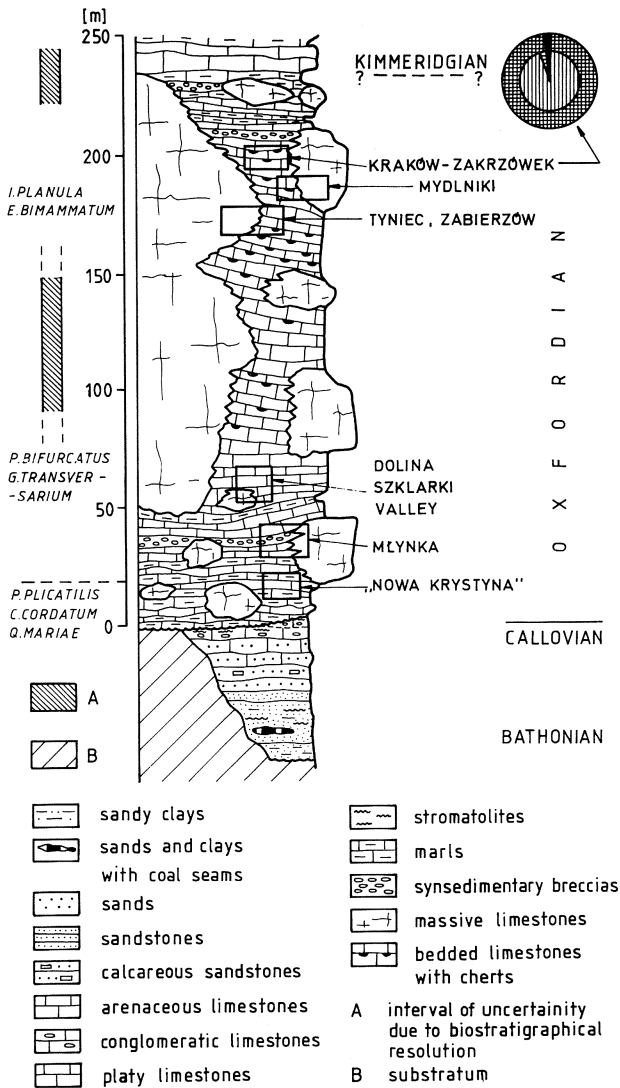 [m]
250
KIMMERIDGIAN
? ?
200
KRAKÓW-ZAKRZÓWEK
MYDLNIKI
I.PLANULA
E.BIMAMMATUM
TYNIEC, ZABIERZÓW
150
OXFORDIAN
100
P.BIFURCATUS
G.TRANSVER-
-SARIUM
DOLINA
SZKLARKI
VALLEY
50
MŁYNKA
„NOWA KRYSTYNA"
P.PLICATILIS
C.CORDATUM
Q.MARIAE
0
CALLOVIAN
A
BATHONIAN
B
sandy clays
sands and clays
with coal seams
sands
sandstones
calcareous sandstones
arenaceous limestones
conglomeratic limestones
platy limestones
stromatolites
marls
synsedimentary breccias
massive limestones
bedded limestones
with cherts
A interval of uncertainity
due to biostratigraphical
resolution
B substratum